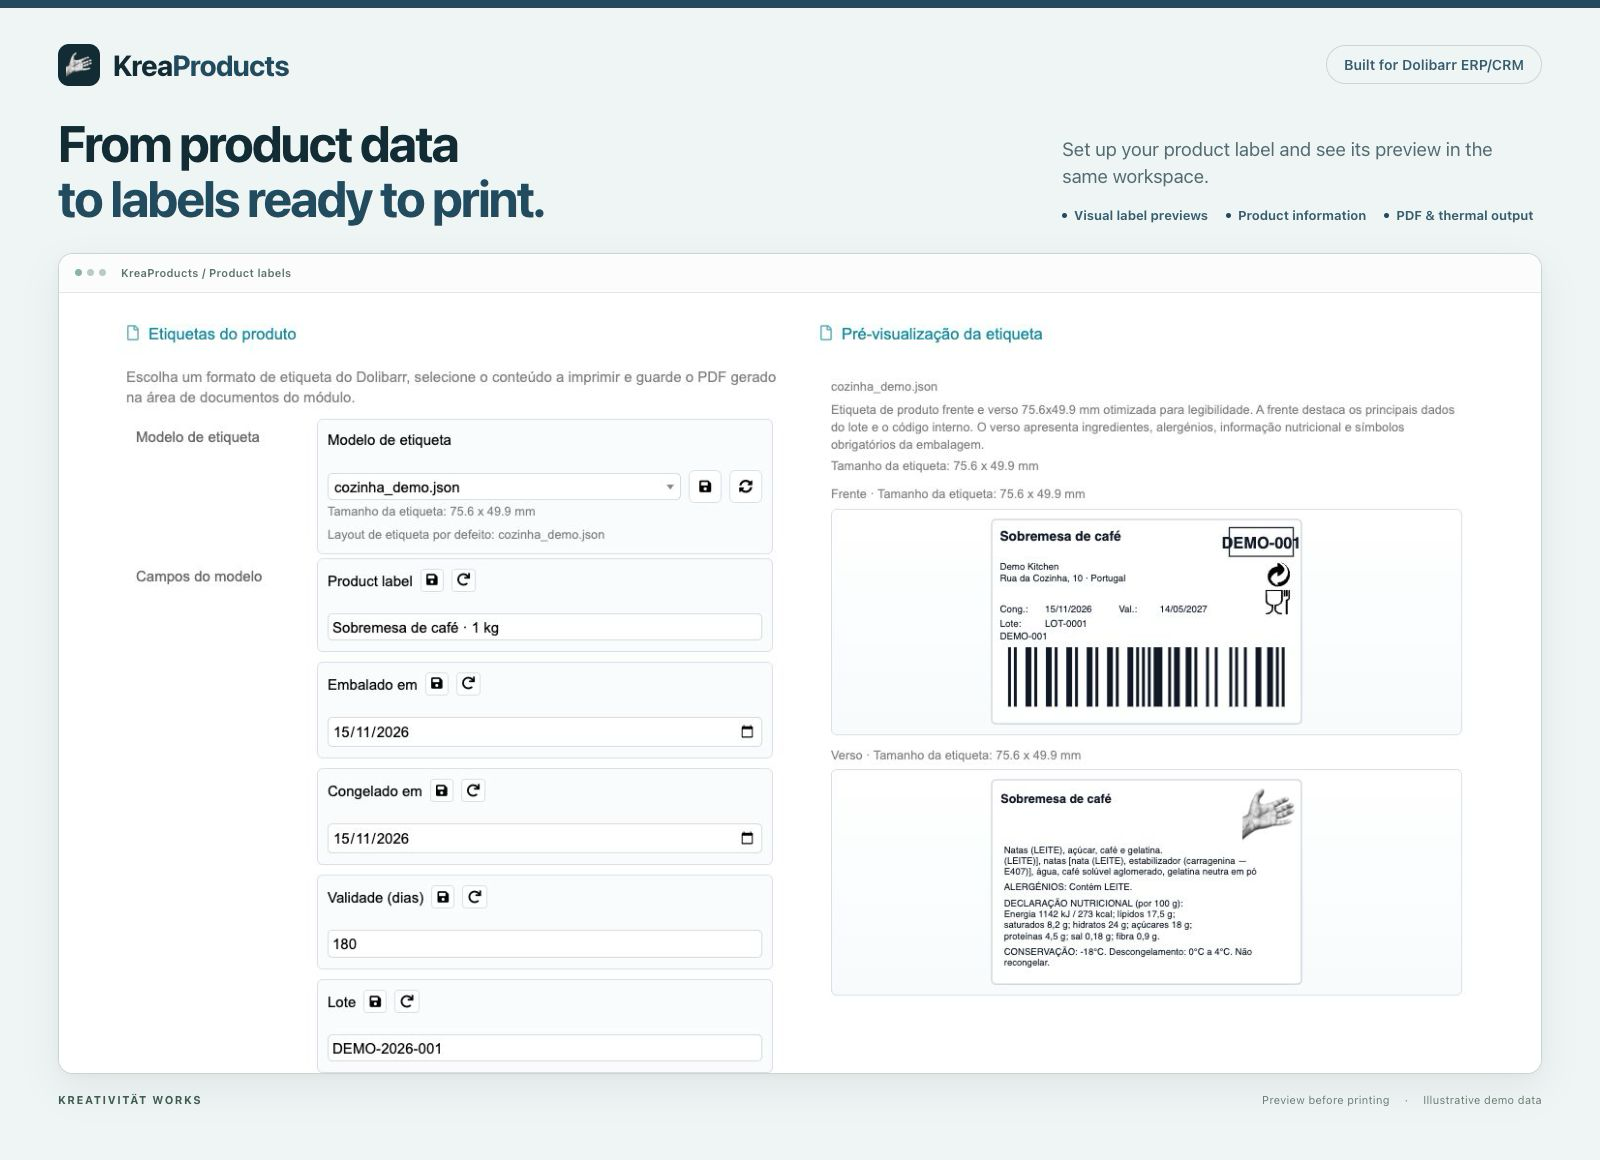 KreaProducts
Built for Dolibarr ERP/CRM
From product data
to labels ready to print.
Set up your product label and see its preview in the
same workspace.
• Visual label previews • Product information • PDF & thermal output
KreaProducts / Product labels
Etiquetas do produto
Escolha um formato de etiqueta do Dolibarr, selecione o conteúdo a imprimir e guarde o PDF gerado
na área de documentos do módulo.
Modelo de etiqueta
Modelo de etiqueta
cozinha_demo.json
Tamanho da etiqueta: 75.6 x 49.9 mm
Layout de etiqueta por defeito: cozinha_demo.json
Campos do modelo
Product label
Sobremesa de café · 1 kg
Embalado em
15/11/2026
Congelado em
15/11/2026
Validade (dias)
180
Lote
DEMO-2026-001
Pré-visualização da etiqueta
cozinha_demo.json
Etiqueta de produto frente e verso 75.6x49.9 mm otimizada para legibilidade. A frente destaca os principais dados
do lote e o código interno. O verso apresenta ingredientes, alergénios, informação nutricional e símbolos
obrigatórios da embalagem.
Tamanho da etiqueta: 75.6 x 49.9 mm
Frente · Tamanho da etiqueta: 75.6 x 49.9 mm
Sobremesa de café
DEMO-001
Demo Kitchen
Rua da Cozinha, 10 · Portugal
Cong.: 15/11/2026 Val.: 14/05/2027
Lote: LOT-0001
DEMO-001
Verso · Tamanho da etiqueta: 75.6 x 49.9 mm
Sobremesa de café
Natas (LEITE), açúcar, café e gelatina.
(LEITE)], natas [nata (LEITE), estabilizador (carragenina —
E407)], água, café solúvel aglomerado, gelatina neutra em pó
ALERGÉNIOS: Contém LEITE.
DECLARAÇÃO NUTRICIONAL (por 100 g):
Energia 1142 kJ / 273 kcal; lípidos 17,5 g;
saturados 8,2 g; hidratos 24 g; açúcares 18 g;
proteínas 4,5 g; sal 0,18 g; fibra 0,9 g.
CONSERVAÇÃO: -18°C. Descongelamento: 0°C a 4°C. Não
recongelar.
KREATIVITÄT WORKS
Preview before printing · Illustrative demo data